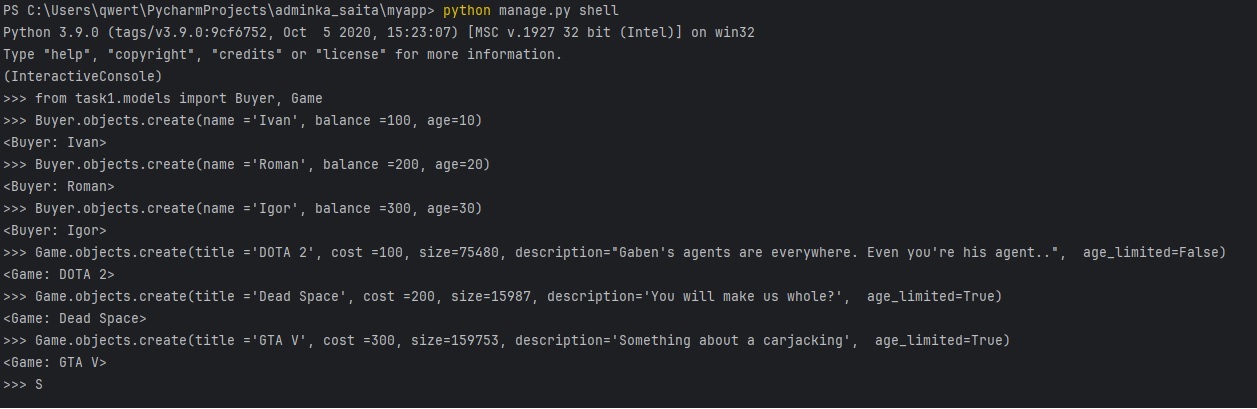 PS C:\Users\qwert\PycharmProjects\adminka_saita\myapp> python manage.py shell
Python 3.9.0 (tags/v3.9.0:9cf6752, Oct  5 2020, 15:23:07) [MSC v.1927 32 bit (Intel)] on win32
Type "help", "copyright", "credits" or "license" for more information.
(InteractiveConsole)
>>> from task1.models import Buyer, Game
>>> Buyer.objects.create(name ='Ivan', balance =100, age=10)
<Buyer: Ivan>
>>> Buyer.objects.create(name ='Roman', balance =200, age=20)
<Buyer: Roman>
>>> Buyer.objects.create(name ='Igor', balance =300, age=30)
<Buyer: Igor>
>>> Game.objects.create(title ='DOTA 2', cost =100, size=75480, description="Gaben's agents are everywhere. Even you're his agent..",  age_limited=False)
<Game: DOTA 2>
>>> Game.objects.create(title ='Dead Space', cost =200, size=15987, description='You will make us whole?',  age_limited=True)
<Game: Dead Space>
>>> Game.objects.create(title ='GTA V', cost =300, size=159753, description='Something about a carjacking',  age_limited=True)
<Game: GTA V>
>>> S